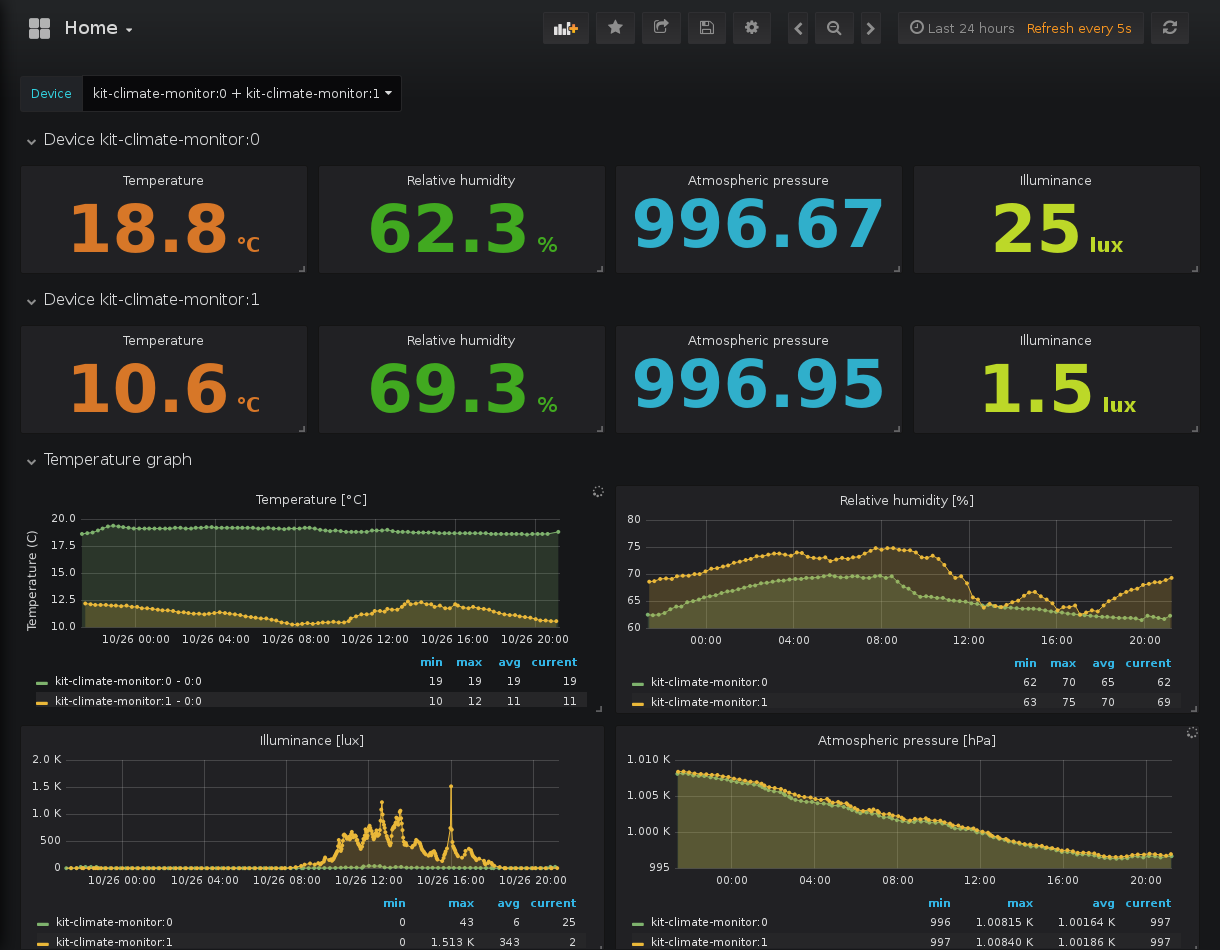 Home
Last 24 hours Refresh every 5s
Device kit-climate-monitor:0 + kit-climate-monitor:1
Device kit-climate-monitor:0
Temperature Relative humidity Atmospheric pressure Illuminance
18.8 °C 62.3 % 996.67 25 lux
Device kit-climate-monitor:1
Temperature Relative humidity Atmospheric pressure Illuminance
10.6 °C 69.3 % 996.95 1.5 lux
Temperature graph
Temperature [°C]
Temperature (C)
20.0
17.5
15.0
12.5
10.0
10/26 00:00 10/26 04:00 10/26 08:00 10/26 12:00 10/26 16:00 10/26 20:00
min max avg current
kit-climate-monitor:0 - 0:0 19 19 19 19
kit-climate-monitor:1 - 0:0 10 12 11 11
Relative humidity [%]
80
75
70
65
60
00:00 04:00 08:00 12:00 16:00 20:00
min max avg current
kit-climate-monitor:0 62 70 65 62
kit-climate-monitor:1 63 75 70 69
Illuminance [lux]
2.0 K
1.5 K
1.0 K
500
0
10/26 00:00 10/26 04:00 10/26 08:00 10/26 12:00 10/26 16:00 10/26 20:00
min max avg current
kit-climate-monitor:0 0 43 6 25
kit-climate-monitor:1 0 1.513 K 343 2
Atmospheric pressure [hPa]
1.010 K
1.005 K
1.000 K
995
00:00 04:00 08:00 12:00 16:00 20:00
min max avg current
kit-climate-monitor:0 996 1.00815 K 1.00164 K 997
kit-climate-monitor:1 997 1.00840 K 1.00186 K 997